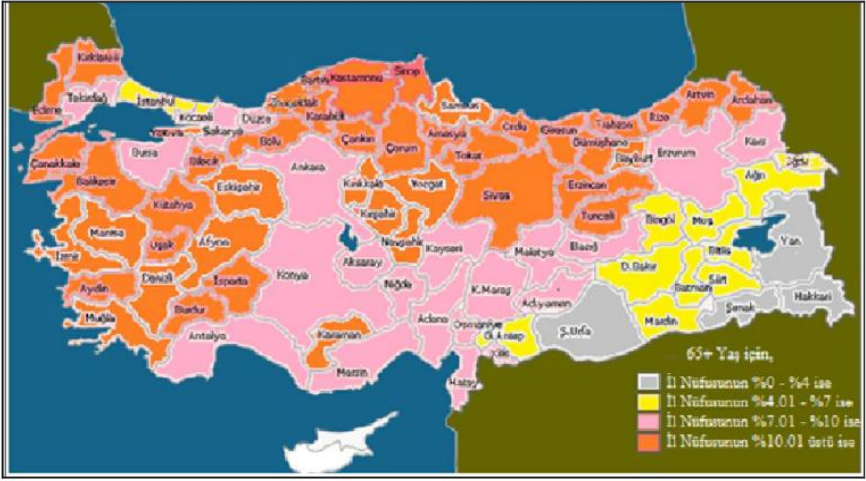 Kırklareli
Edirne
Tekirdağ
İstanbul
Kocaeli
Yalova
Sakarya
Düzce
Zonguldak
Bartın
Kastamonu
Sinop
Samsun
Karabük
Bolu
Çankırı
Çorum
Amasya
Ordu
Giresun
Trabzon
Rize
Artvin
Ardahan
Kars
Iğdır
Ağrı
Erzurum
Bayburt
Gümüşhane
Tokat
Sivas
Erzincan
Tunceli
Bingöl
Muş
Bitlis
Van
Hakkari
Şırnak
Siirt
Batman
Mardin
D.Bakır
Elazığ
Malatya
Adıyaman
Ş.Urfa
G.Antep
Kilis
Hatay
Osmaniye
K.Maraş
Adana
Kayseri
Niğde
Aksaray
Nevşehir
Kırşehir
Yozgat
Kırıkkale
Ankara
Konya
Karaman
Mersin
Antalya
Isparta
Burdur
Muğla
Denizli
Aydın
İzmir
Manisa
Uşak
Afyon
Kütahya
Eskişehir
Bilecik
Bursa
Balıkesir
Çanakkale
65+ Yaş için,
İl Nüfusunun %0 - %4 ise
İl Nüfusunun %4.01 - %7 ise
İl Nüfusunun %7.01 - %10 ise
İl Nüfusunun %10.01 üstü ise